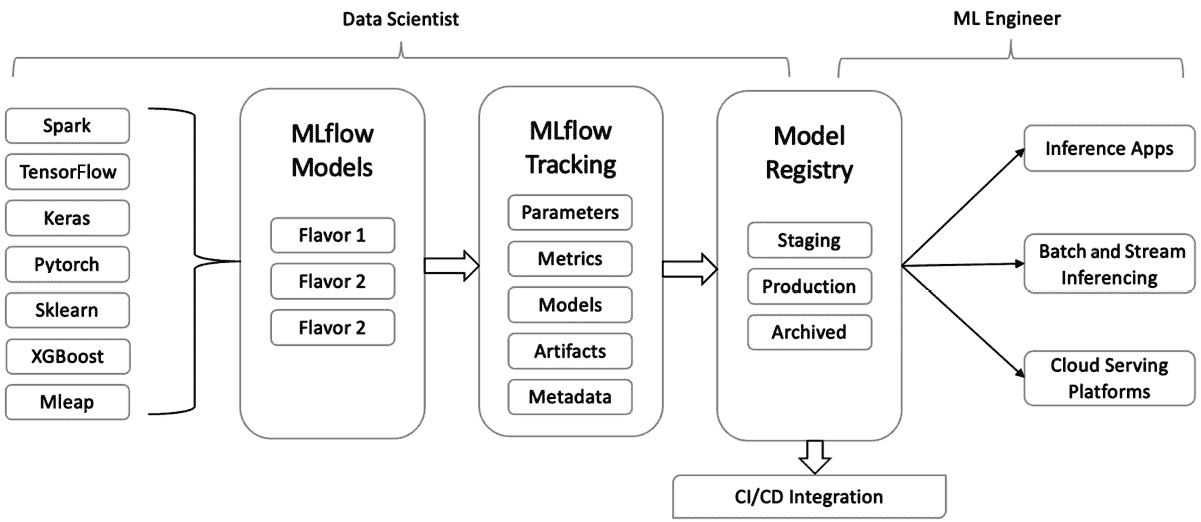 Data Scientist
ML Engineer
Spark
TensorFlow
Keras
Pytorch
Sklearn
XGBoost
Mleap
MLflow
Models
Flavor 1
Flavor 2
Flavor 2
MLflow
Tracking
Parameters
Metrics
Models
Artifacts
Metadata
Model
Registry
Staging
Production
Archived
Inference Apps
Batch and Stream
Inferencing
Cloud Serving
Platforms
CI/CD Integration